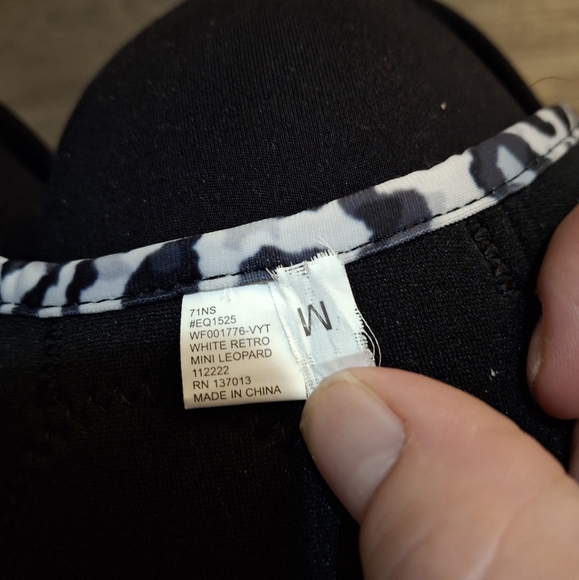 71NS
#EQ1525
WF001776-VYT
WHITE RETRO
MINI LEOPARD
112222
RN 137013
MADE IN CHINA
M